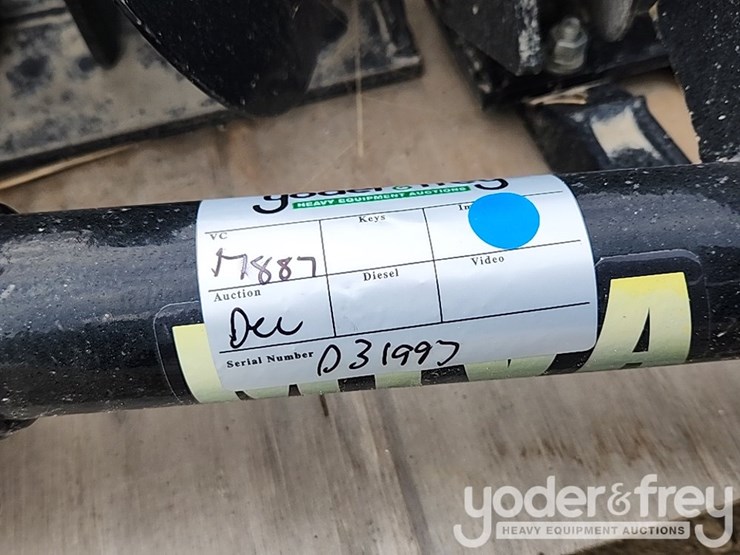 yoder & frey
HEAVY EQUIPMENT AUCTIONS
VC
Keys
M887
Auction
Diesel
Video
Dec
Serial Number D31997
yoder & frey
HEAVY EQUIPMENT AUCTIONS